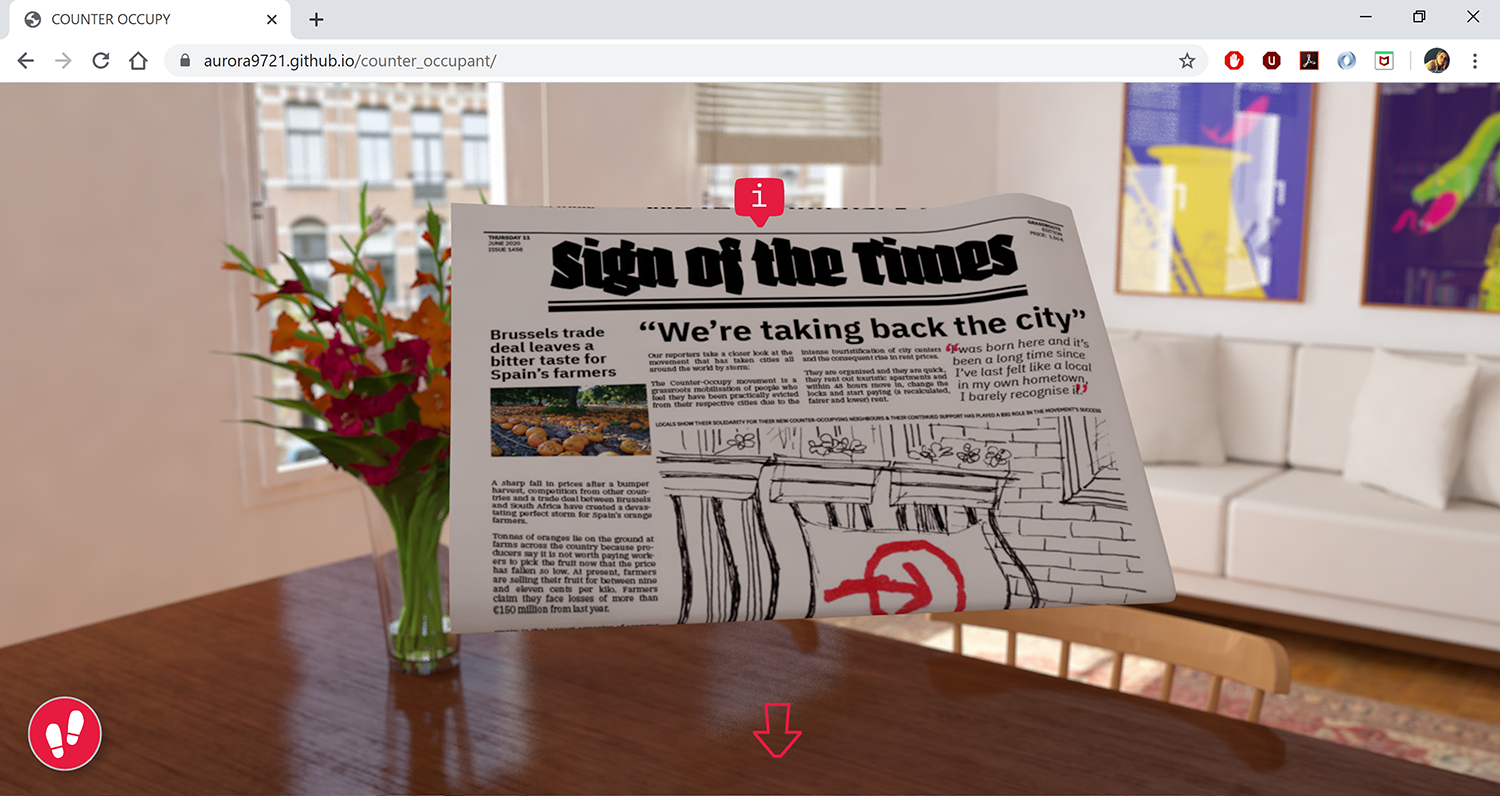 COUNTER OCCUPY
aurora9721.github.io/counter_occupant/
i
THURSDAY 11
JUNE 2020
ISSUE 1458
GRASSROOTS
EDITION
Sign of the Times
Brussels trade
deal leaves a
bitter taste for
Spain's farmers
A sharp fall in prices after a bumper
harvest, competition from other coun-
tries and a trade deal between Brussels
and South Africa have created a devas-
tating perfect storm for Spain's orange
farmers.
Tonnes of oranges lie on the ground at
farms across the country because pro-
ducers say it is not worth paying work-
ers to pick the fruit now that the price
has fallen so low. At present, farmers
are selling their fruit for between nine
and eleven cents per kilo. Farmers
claim they face losses of more than
€150 million from last year.
“We’re taking back the city”
Our reporters take a closer look at the
movement that has taken cities all
around the world by storm:
The Counter-Occupy movement is a
grassroots mobilisation of people who
feel they have been practically evicted
from their respective cities due to the
intense touristification of city centers
and the consequent rise in rent prices.
They are organised and they are quick,
they rent out touristic apartments and
within 48 hours move in, change the
locks and start paying (a recalculated,
fairer and lower) rent.
“I was born here and it's
been a long time since
I've last felt like a local
in my own hometown,
I barely recognise it.”
LOCALS SHOW THEIR SOLIDARITY FOR THEIR NEW COUNTER-OCCUPYING NEIGHBOURS & THEIR CONTINUED SUPPORT HAS PLAYED A BIG ROLE IN THE MOVEMENT'S SUCCESS